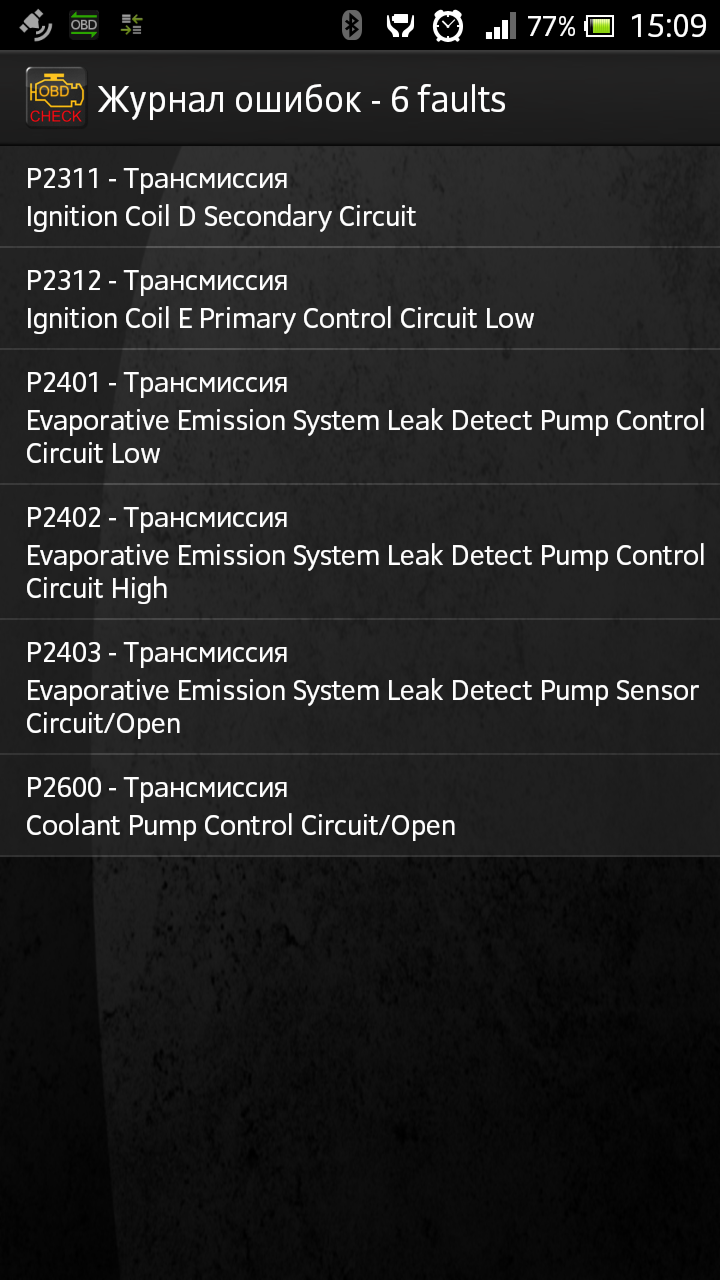 OBD
77% 15:09
OBD
CHECK
Журнал ошибок - 6 faults
P2311 - Трансмиссия
Ignition Coil D Secondary Circuit
P2312 - Трансмиссия
Ignition Coil E Primary Control Circuit Low
P2401 - Трансмиссия
Evaporative Emission System Leak Detect Pump Control
Circuit Low
P2402 - Трансмиссия
Evaporative Emission System Leak Detect Pump Control
Circuit High
P2403 - Трансмиссия
Evaporative Emission System Leak Detect Pump Sensor
Circuit/Open
P2600 - Трансмиссия
Coolant Pump Control Circuit/Open